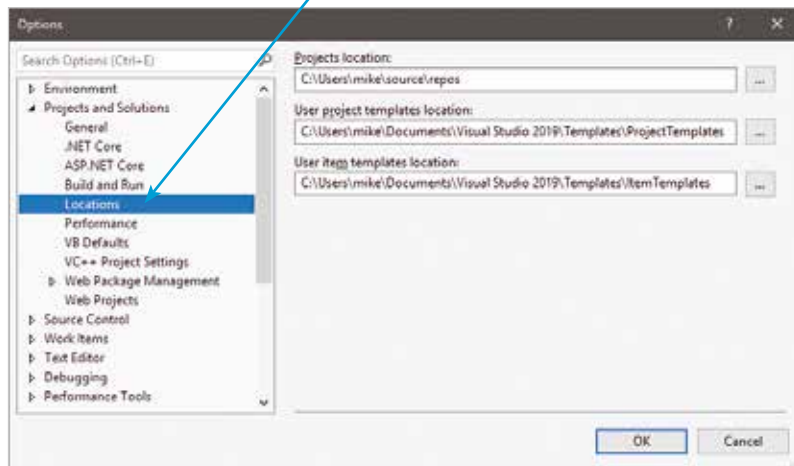 Options
? ×
Search Options (Ctrl+E)
Environment
Projects and Solutions
General
.NET Core
ASP.NET Core
Build and Run
Locations
Performance
VB Defaults
VC++ Project Settings
Web Package Management
Web Projects
Source Control
Work Items
Text Editor
Debugging
Performance Tools
Projects location:
C:\Users\mike\source\repos
...
User project templates location:
C:\Users\mike\Documents\Visual Studio 2019\Templates\ProjectTemplates
...
User item templates location:
C:\Users\mike\Documents\Visual Studio 2019\Templates\ItemTemplates
...
OK
Cancel